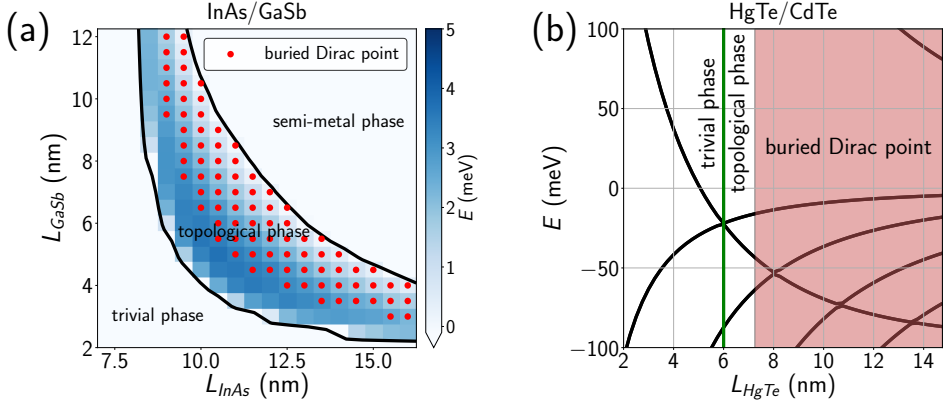 (a)
InAs/GaSb
buried Dirac point
semi-metal phase
topological phase
trivial phase
12
10
8
6
4
2
L_GaSb (nm)
7.5
10.0
12.5
15.0
L_InAs (nm)
5
4
3
2
1
0
E (meV)
(b)
HgTe/CdTe
trivial phase
topological phase
buried Dirac point
100
50
0
−50
−100
E (meV)
2
4
6
8
10
12
14
L_HgTe (nm)